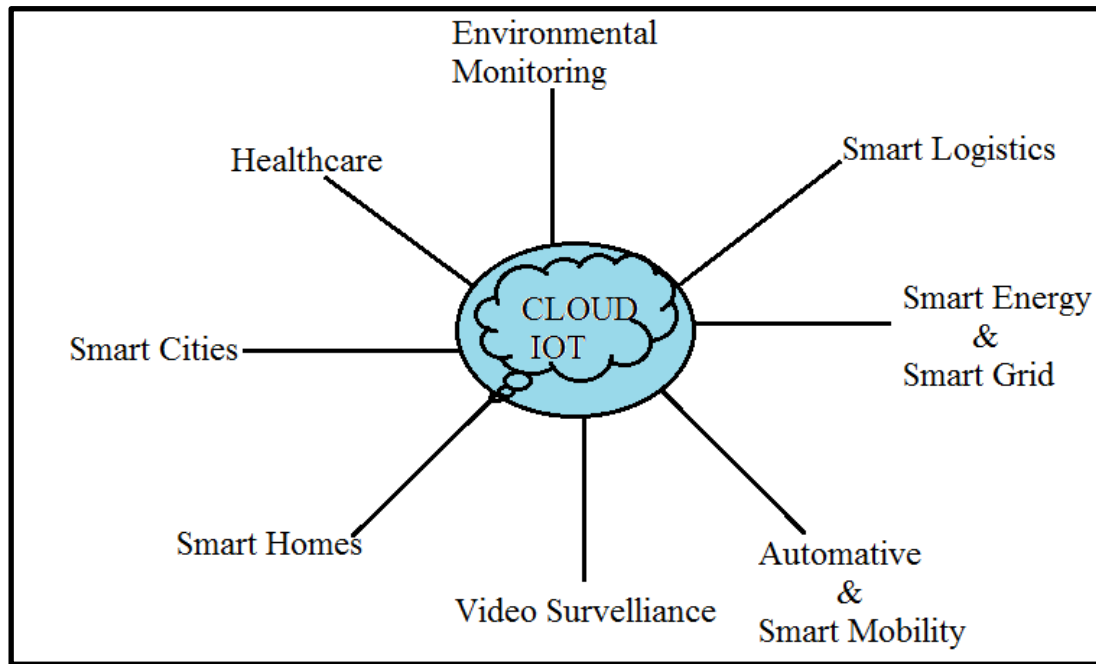 Environmental
Monitoring
Healthcare
Smart Logistics
CLOUD
IOT
Smart Energy
&
Smart Grid
Smart Cities
Smart Homes
Video Survelliance
Automative
&
Smart Mobility